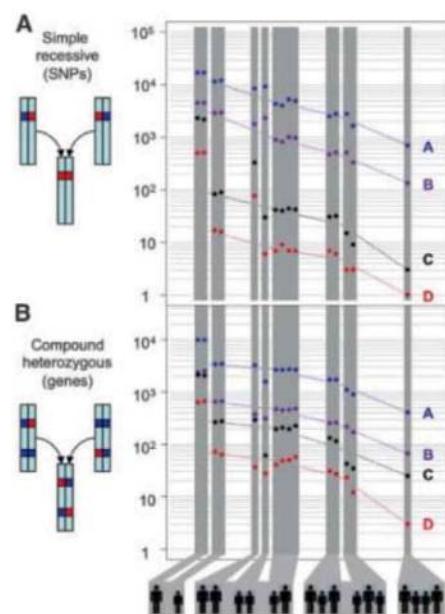 A
Simple
recessive
(SNPs)
10⁵
10⁴
10³
10²
10
1
A
B
C
D
B
Compound
heterozygous
(genes)
10⁴
10³
10²
10
1
A
B
C
D